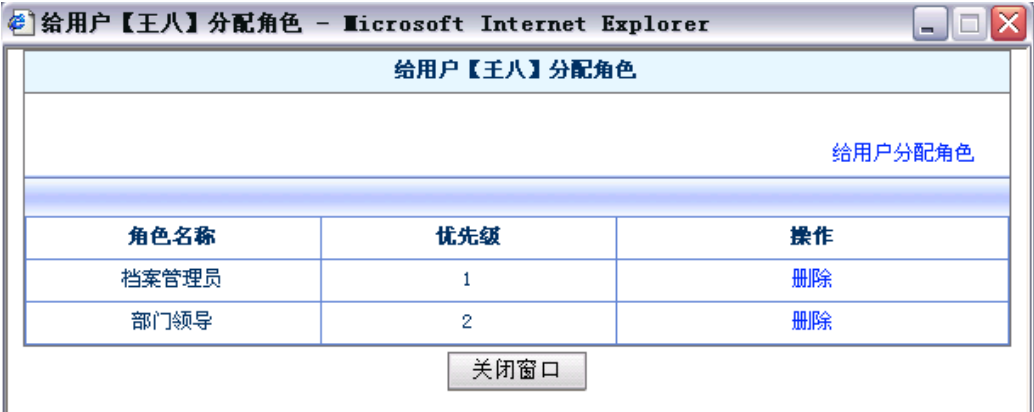 给用户【王八】分配角色 - Microsoft Internet Explorer
给用户【王八】分配角色
给用户分配角色
角色名称 优先级 操作
档案管理员 1 删除
部门领导 2 删除
关闭窗口